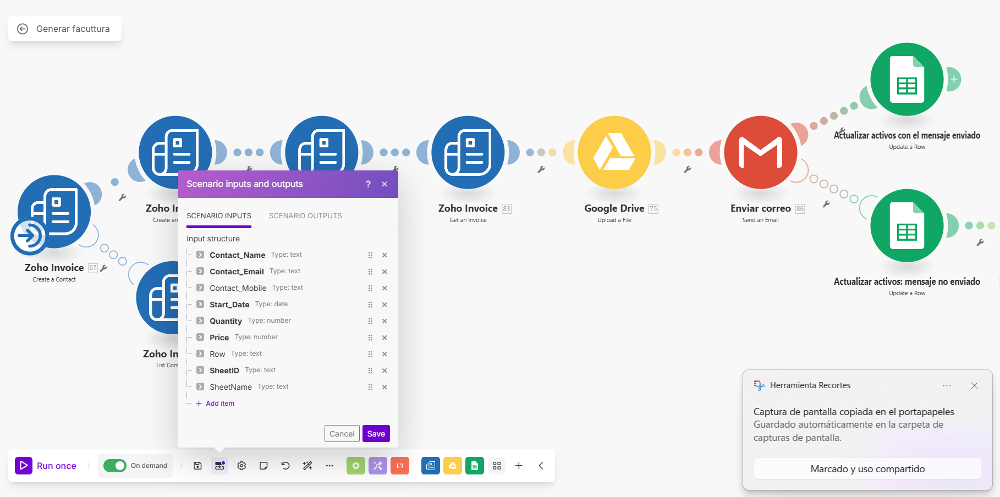 Generar facuttura
Actualizar activos con el mensaje enviado
Update a Row
Zoho In
Create an
Zoho Invoice 83
Get an Invoice
Google Drive 75
Upload a File
Enviar correo 86
Send an Email
Zoho Invoice 67
Create a Contact
Actualizar activos: mensaje no enviado
Update a Row
Zoho In
List Cont
Scenario inputs and outputs ?
SCENARIO INPUTS SCENARIO OUTPUTS
Input structure
Contact_Name Type: text
Contact_Email Type: text
Contact_Mobile Type: text
Start_Date Type: date
Quantity Type: number
Price Type: number
Row Type: text
SheetID Type: text
SheetName Type: text
+ Add item
Cancel Save
Run once On demand
Herramienta Recortes
Captura de pantalla copiada en el portapapeles
Guardado automáticamente en la carpeta de
capturas de pantalla.
Marcado y uso compartido